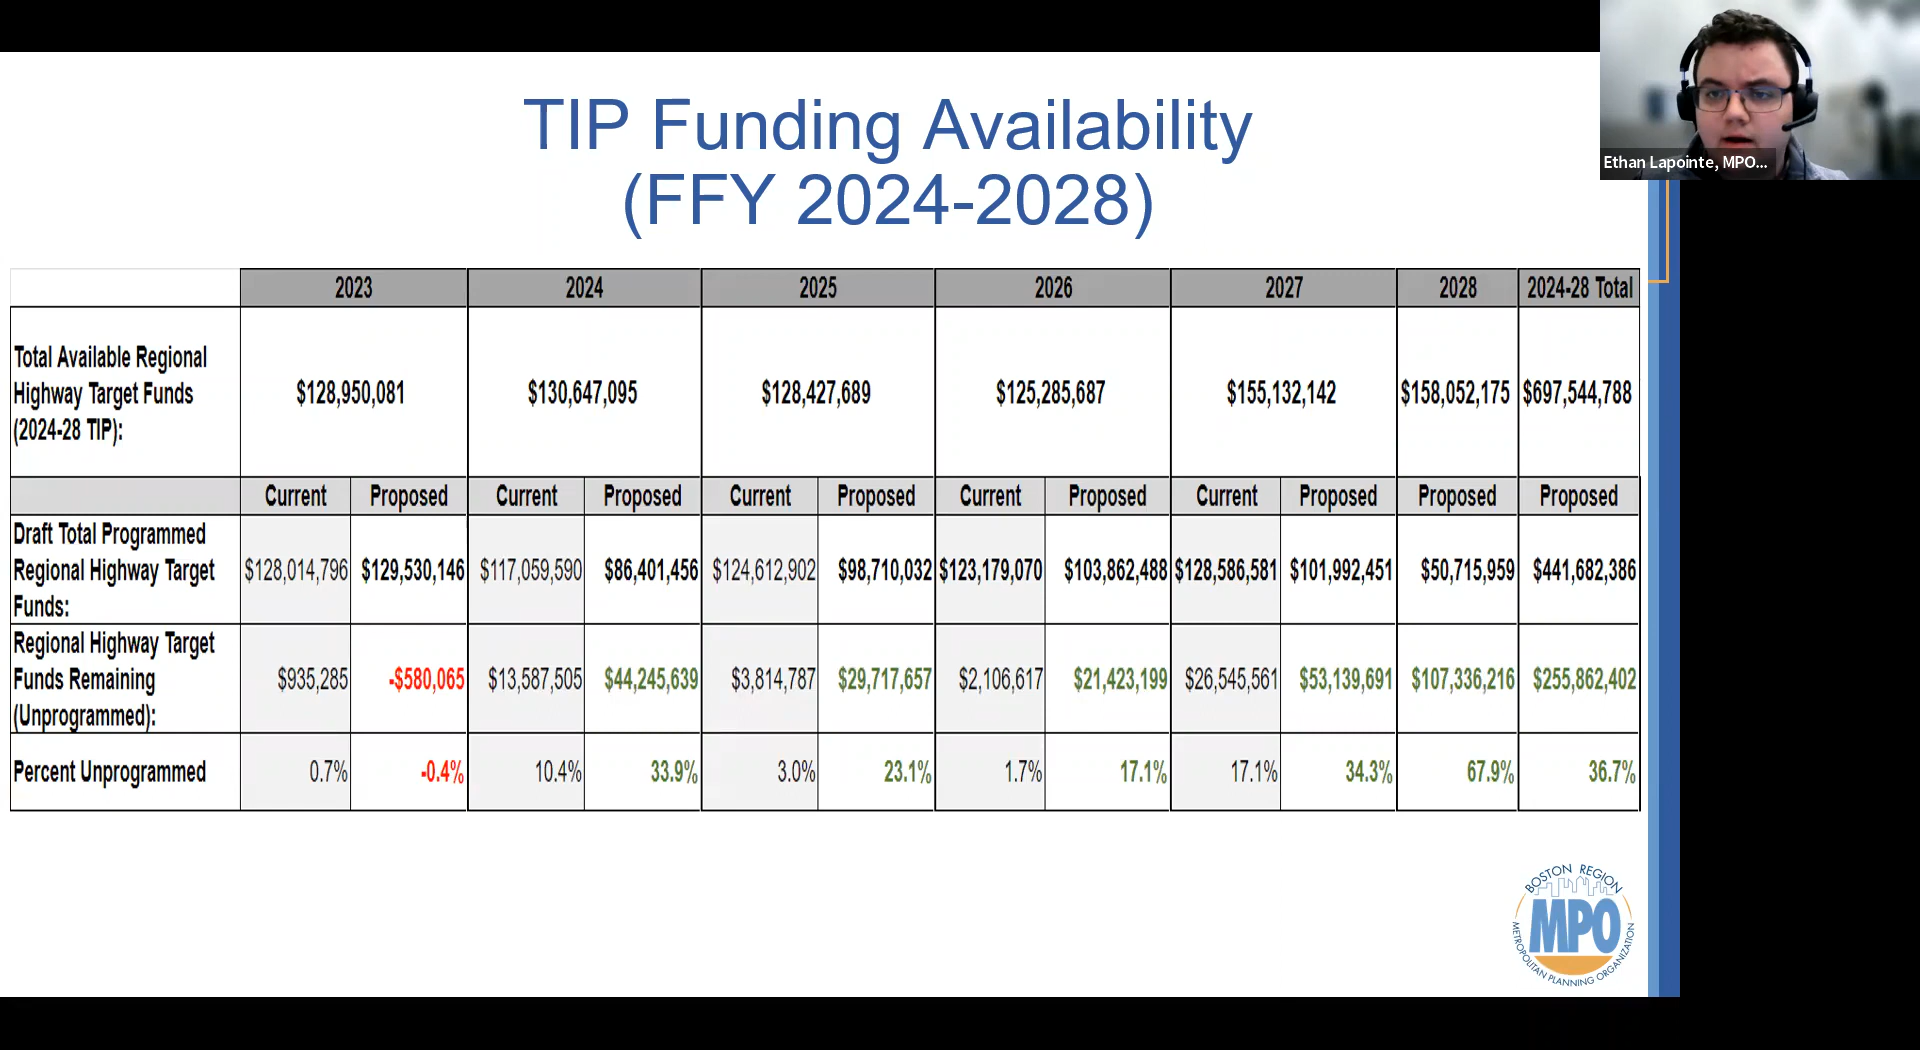 TIP Funding Availability
(FFY 2024-2028)
Ethan Lapointe, MPO...
2023 2024 2025 2026 2027 2028 2024-28 Total
Total Available Regional
Highway Target Funds
(2024-28 TIP):
$128,950,081 $130,647,095 $128,427,689 $125,285,687 $155,132,142 $158,052,175 $697,544,788
Current Proposed Current Proposed Current Proposed Current Proposed Current Proposed Proposed Proposed
Draft Total Programmed
Regional Highway Target
Funds:
$128,014,796 $129,530,146 $117,059,590 $86,401,456 $124,612,902 $98,710,032 $123,179,070 $103,862,488 $128,586,581 $101,992,451 $50,715,959 $441,682,386
Regional Highway Target
Funds Remaining
(Unprogrammed):
$935,285 -$580,065 $13,587,505 $44,245,639 $3,814,787 $29,717,657 $2,106,617 $21,423,199 $26,545,561 $53,139,691 $107,336,216 $255,862,402
Percent Unprogrammed 0.7% -0.4% 10.4% 33.9% 3.0% 23.1% 1.7% 17.1% 17.1% 34.3% 67.9% 36.7%
BOSTON REGION
MPO
METROPOLITAN PLANNING ORGANIZATION